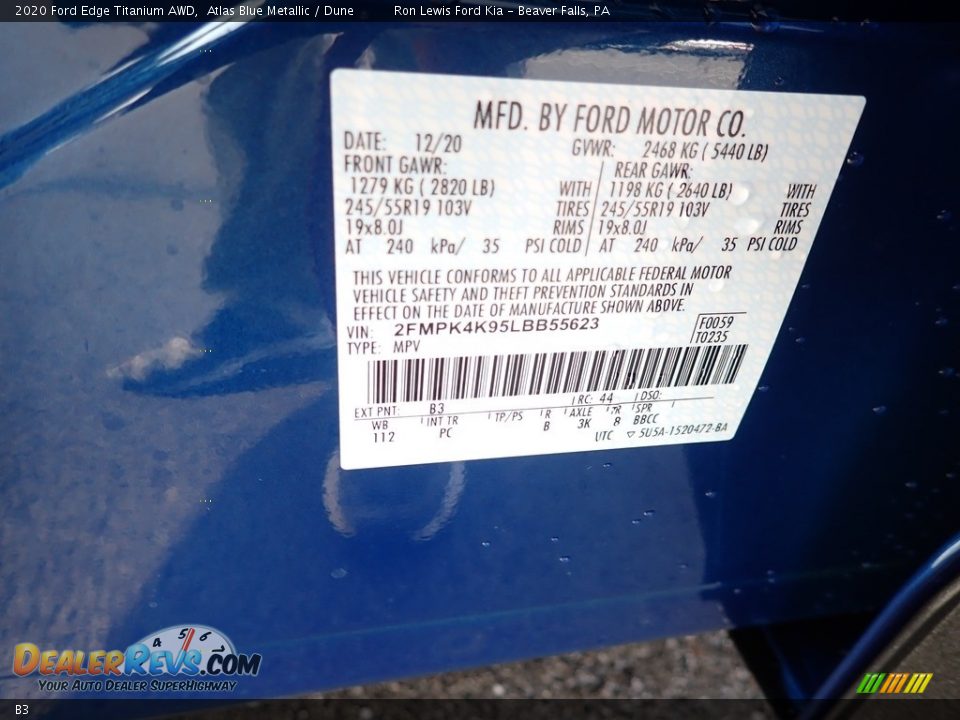 2020 Ford Edge Titanium AWD, Atlas Blue Metallic / Dune Ron Lewis Ford Kia - Beaver Falls, PA
MFD. BY FORD MOTOR CO.
DATE: 12/20 GVWR: 2468 KG ( 5440 LB)
FRONT GAWR: REAR GAWR:
1279 KG ( 2820 LB) WITH 1198 KG ( 2640 LB) WITH
245/55R19 103V TIRES 245/55R19 103V TIRES
19x8.0J RIMS 19x8.0J RIMS
AT 240 kPa/ 35 PSI COLD AT 240 kPa/ 35 PSI COLD
THIS VEHICLE CONFORMS TO ALL APPLICABLE FEDERAL MOTOR
VEHICLE SAFETY AND THEFT PREVENTION STANDARDS IN
EFFECT ON THE DATE OF MANUFACTURE SHOWN ABOVE.
VIN: 2FMPK4K95LBB55623 F0059
TYPE: MPV T0235
EXT PNT: B3 RC: 44 DSO:
WB INT TR TP/PS R AXLE TR SPR
112 PC B 3K 8 BBCC
UTC ▽ 5U5A-1520472-BA
4 5 6
DEALERREVS.COM
YOUR AUTO DEALER SUPERHIGHWAY
B3